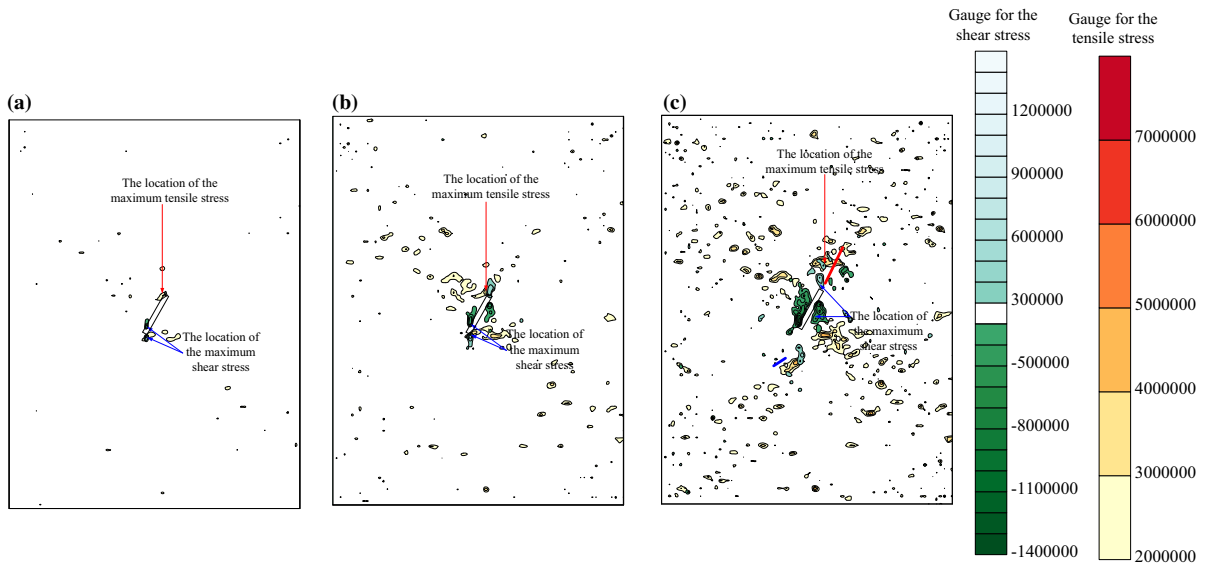 Gauge for the
shear stress
Gauge for the
tensile stress
(a)
(b)
(c)
The location of the
maximum tensile stress
The location of
the maximum
shear stress
The location of the
maximum tensile stress
The location of
the maximum
shear stress
The location of the
maximum tensile stress
The location of
the maximum
shear stress
1200000
900000
600000
300000
-500000
-800000
-1100000
-1400000
7000000
6000000
5000000
4000000
3000000
2000000